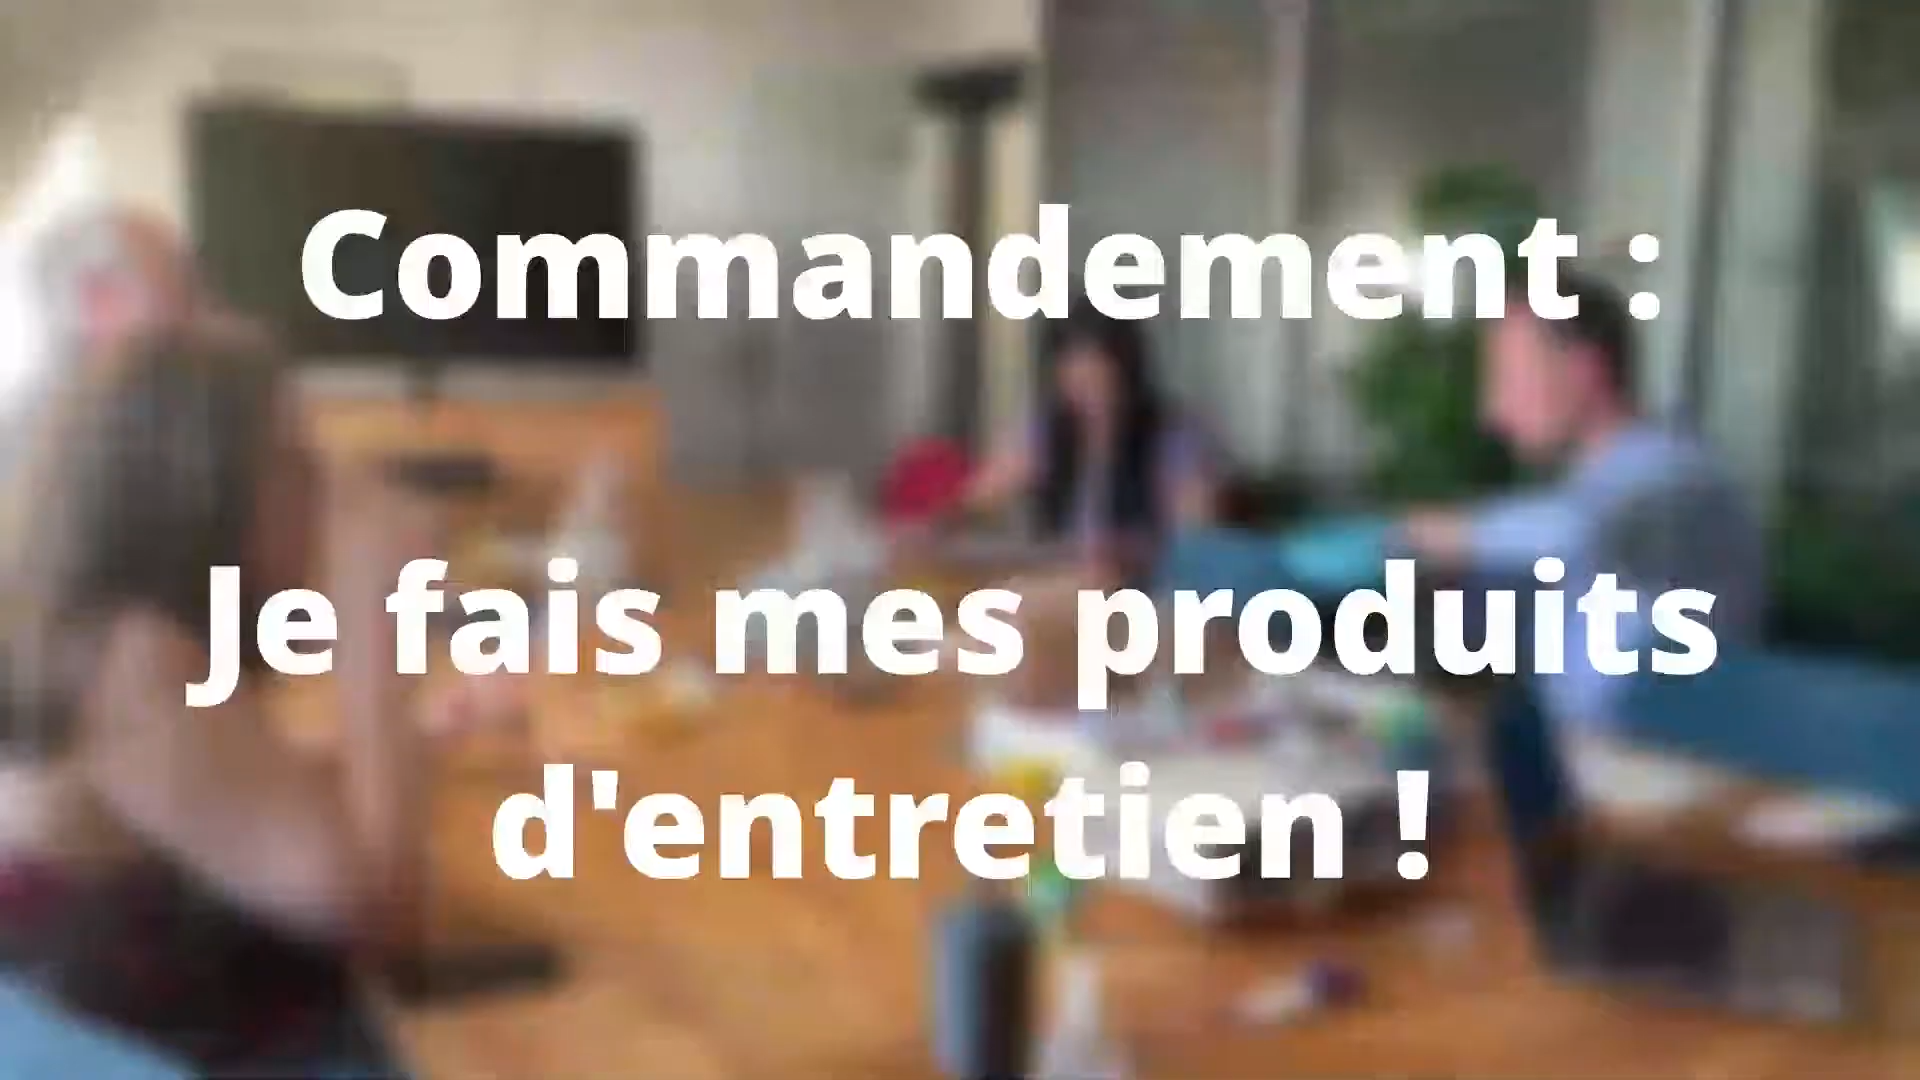 Commandement :
Je fais mes produits
d'entretien !